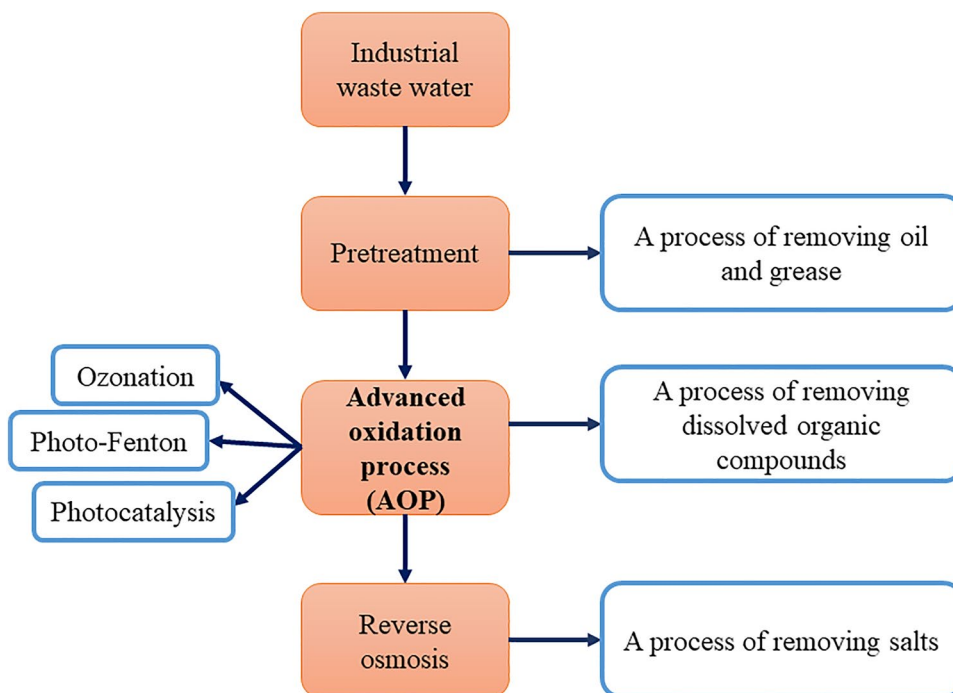 Industrial
waste water
Pretreatment
A process of removing oil
and grease
Ozonation
Photo-Fenton
Photocatalysis
Advanced
oxidation
process
(AOP)
A process of removing
dissolved organic
compounds
Reverse
osmosis
A process of removing salts